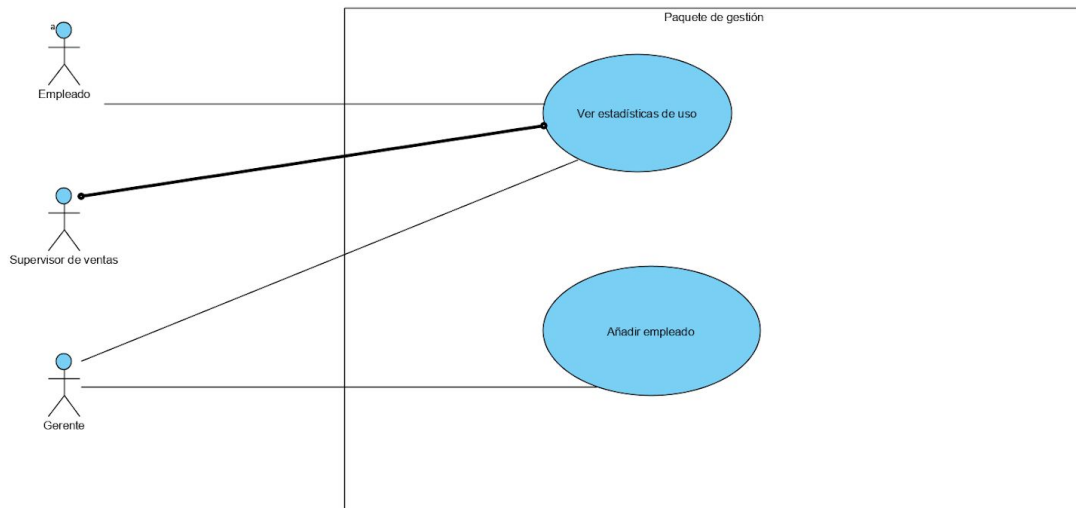 Paquete de gestión
a
Empleado
Ver estadísticas de uso
Supervisor de ventas
Añadir empleado
Gerente